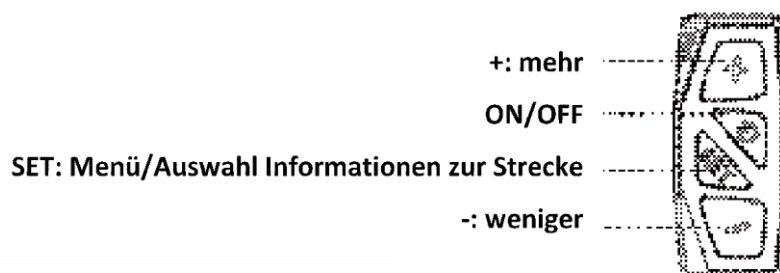 +: mehr
ON/OFF
SET: Menü/Auswahl Informationen zur Strecke
-: weniger